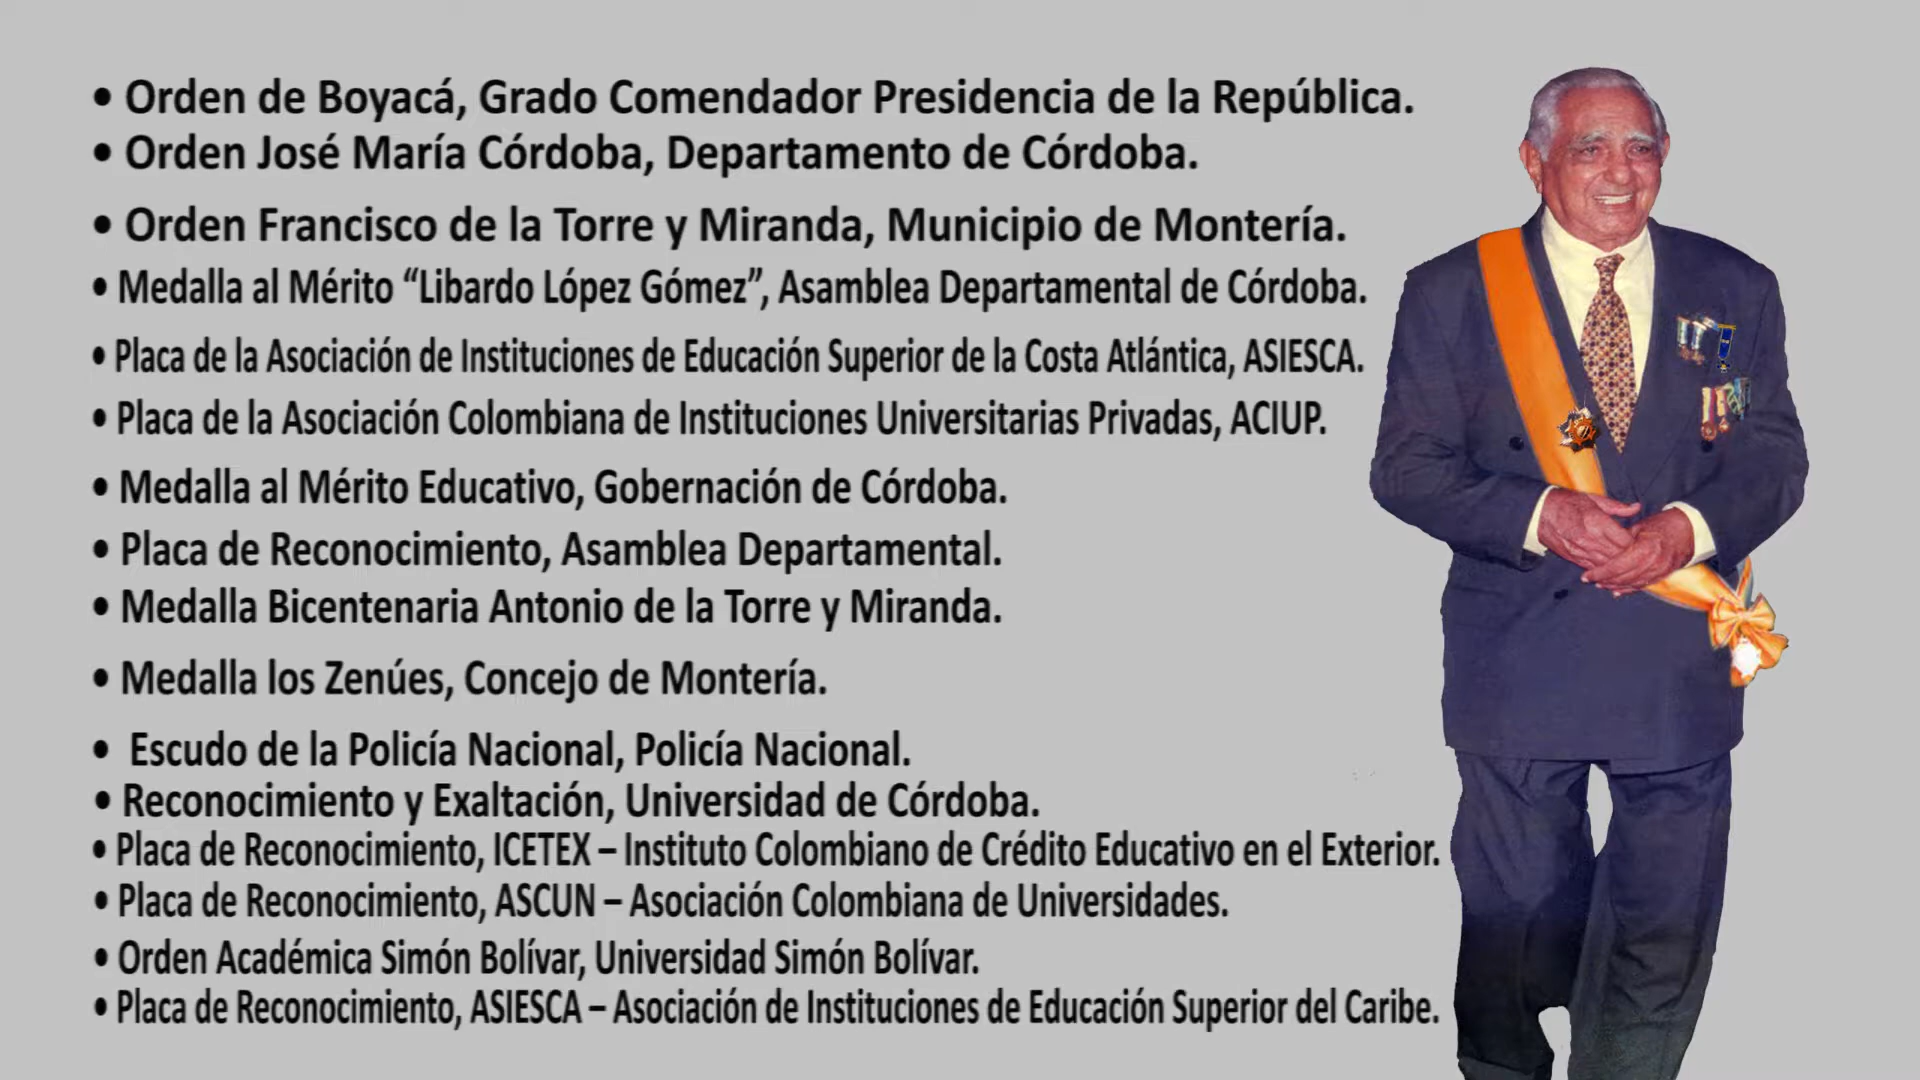 • Orden de Boyacá, Grado Comendador Presidencia de la República.
• Orden José María Córdoba, Departamento de Córdoba.
• Orden Francisco de la Torre y Miranda, Municipio de Montería.
• Medalla al Mérito “Libardo López Gómez”, Asamblea Departamental de Córdoba.
• Placa de la Asociación de Instituciones de Educación Superior de la Costa Atlántica, ASIESCA.
• Placa de la Asociación Colombiana de Instituciones Universitarias Privadas, ACIUP.
• Medalla al Mérito Educativo, Gobernación de Córdoba.
• Placa de Reconocimiento, Asamblea Departamental.
• Medalla Bicentenaria Antonio de la Torre y Miranda.
• Medalla los Zenúes, Concejo de Montería.
• Escudo de la Policía Nacional, Policía Nacional.
• Reconocimiento y Exaltación, Universidad de Córdoba.
• Placa de Reconocimiento, ICETEX – Instituto Colombiano de Crédito Educativo en el Exterior.
• Placa de Reconocimiento, ASCUN – Asociación Colombiana de Universidades.
• Orden Académica Simón Bolívar, Universidad Simón Bolívar.
• Placa de Reconocimiento, ASIESCA – Asociación de Instituciones de Educación Superior del Caribe.